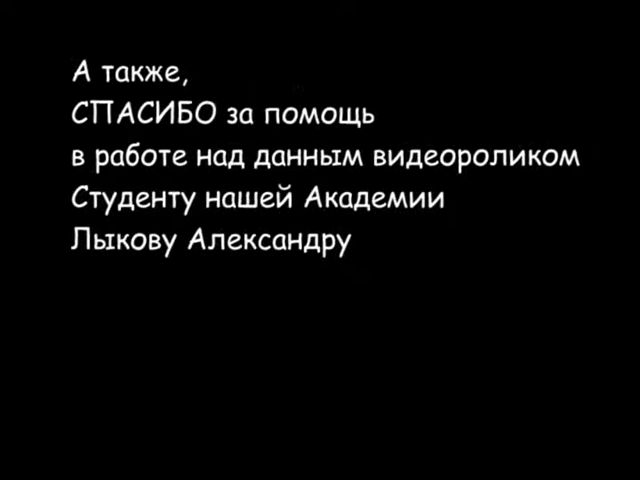 А также,
СПАСИБО за помощь
в работе над данным видеороликом
Студенту нашей Академии
Лыкову Александру